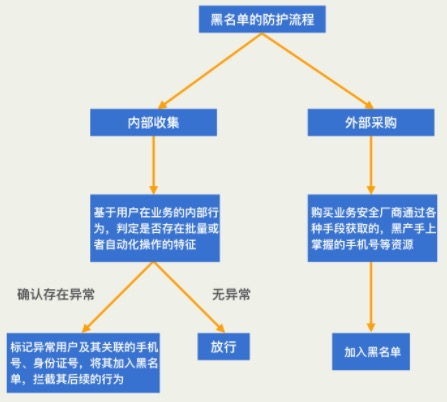 黑名单的防护流程
内部收集
外部采购
基于用户在业务的内部行
为，判定是否存在批量或
者自动化操作的特征
购买业务安全厂商通过各
种手段获取的，黑产手上
掌握的手机号等资源
确认存在异常
无异常
标记异常用户及其关联的手机
号、身份证号，将其加入黑名
单，拦截其后续的行为
放行
加入黑名单